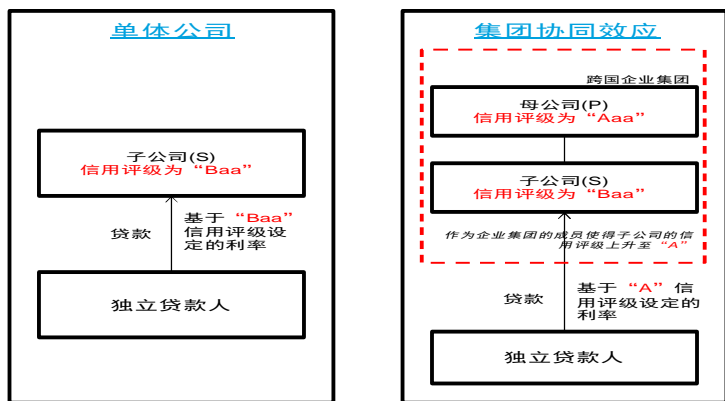 单体公司
子公司(S)
信用评级为“Baa”
贷款
基于“Baa”
信用评级设
定的利率
独立贷款人
集团协同效应
跨国企业集团
母公司(P)
信用评级为“Aaa”
子公司(S)
信用评级为“Baa”
作为企业集团的成员使得子公司的信
用评级上升至“A”
贷款
基于“A”信
用评级设定的
利率
独立贷款人